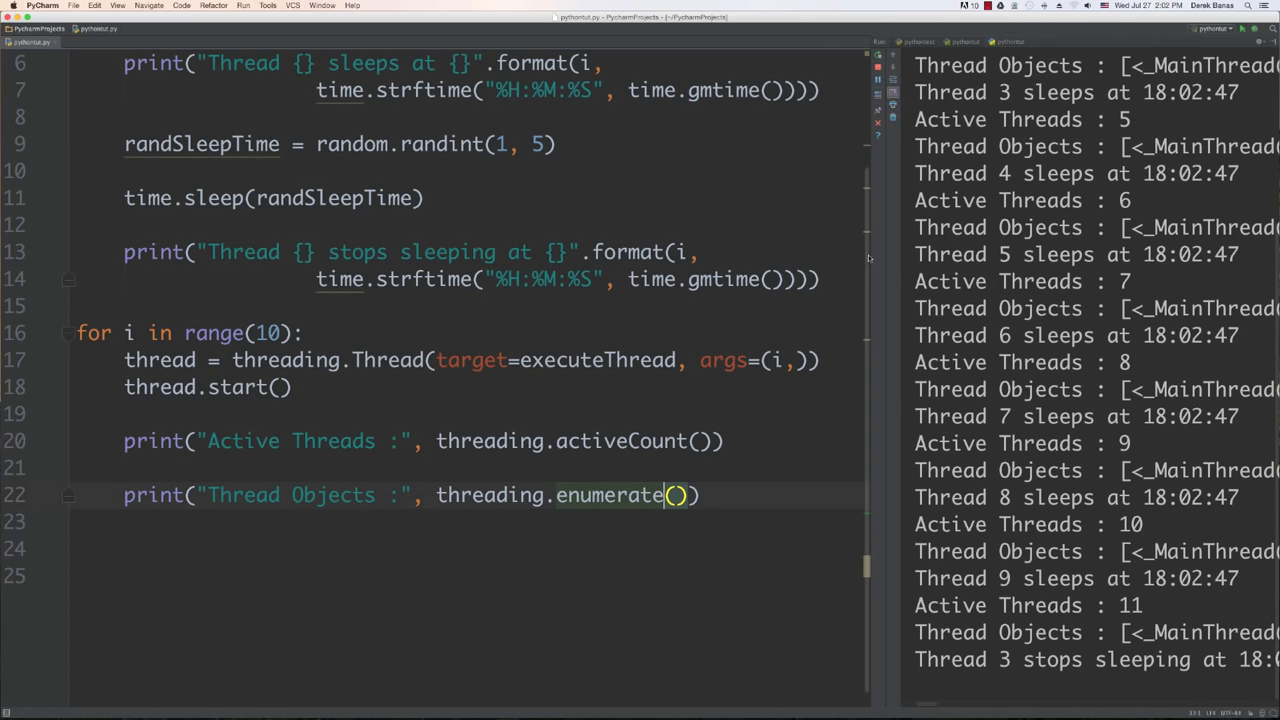 PyCharm File Edit View Navigate Code Refactor Run Tools VCS Window Help
10 Wed Jul 27 2:02 PM Derek Banas
pythontut.py - PycharmProjects - [~/PycharmProjects]
PycharmProjects pythontut.py
pythontut
pythontut.py
Run: pythontest pythontut pythontut
6 print("Thread {} sleeps at {}".format(i,
7 time.strftime("%H:%M:%S", time.gmtime())))
8
9 randSleepTime = random.randint(1, 5)
10
11 time.sleep(randSleepTime)
12
13 print("Thread {} stops sleeping at {}".format(i,
14 time.strftime("%H:%M:%S", time.gmtime())))
15
16 for i in range(10):
17 thread = threading.Thread(target=executeThread, args=(i,))
18 thread.start()
19
20 print("Active Threads :", threading.activeCount())
21
22 print("Thread Objects :", threading.enumerate())
23
24
25
Thread Objects : [<_MainThread(
Thread 3 sleeps at 18:02:47
Active Threads : 5
Thread Objects : [<_MainThread(
Thread 4 sleeps at 18:02:47
Active Threads : 6
Thread Objects : [<_MainThread(
Thread 5 sleeps at 18:02:47
Active Threads : 7
Thread Objects : [<_MainThread(
Thread 6 sleeps at 18:02:47
Active Threads : 8
Thread Objects : [<_MainThread(
Thread 7 sleeps at 18:02:47
Active Threads : 9
Thread Objects : [<_MainThread(
Thread 8 sleeps at 18:02:47
Active Threads : 10
Thread Objects : [<_MainThread(
Thread 9 sleeps at 18:02:47
Active Threads : 11
Thread Objects : [<_MainThread(
Thread 3 stops sleeping at 18:0
UTF-8